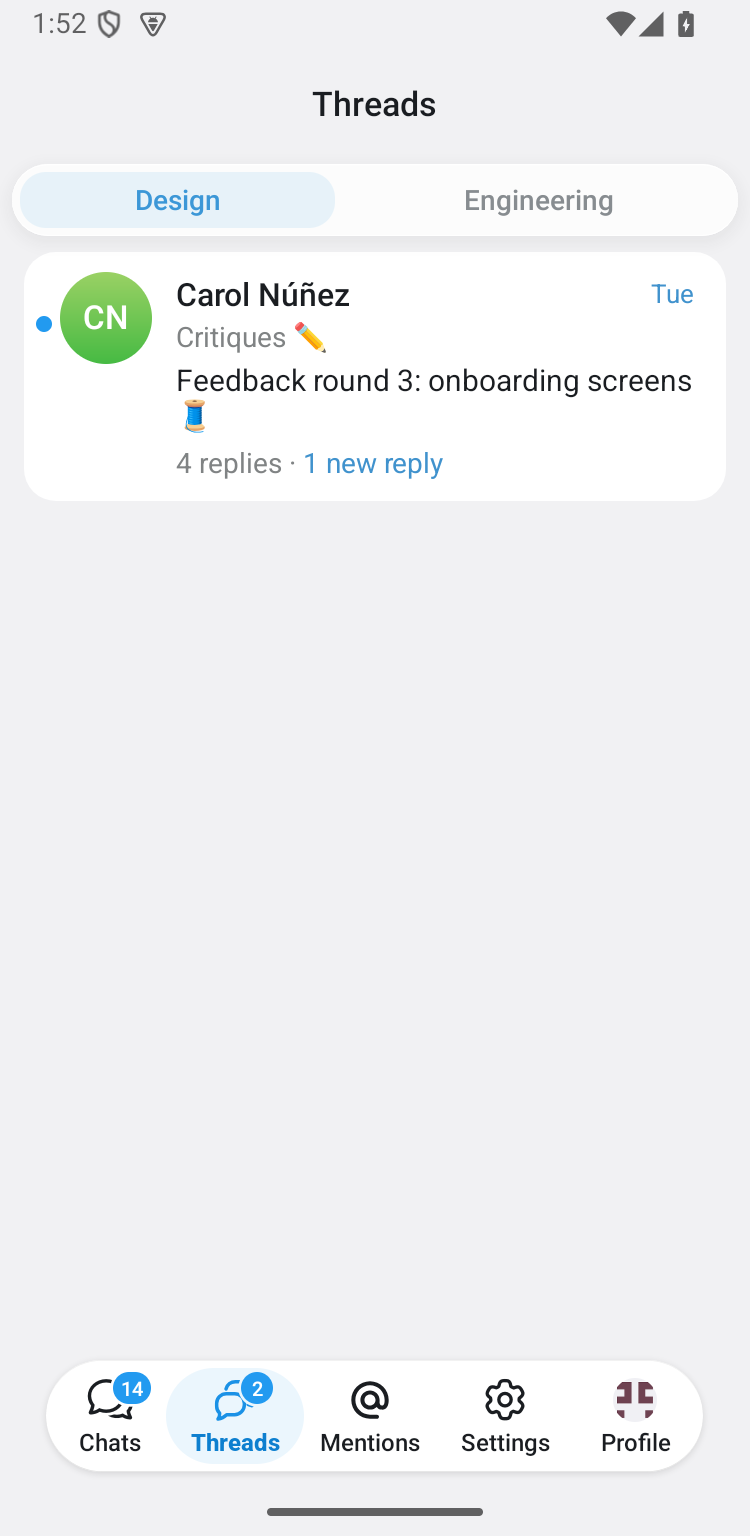 1:52
Threads
Design
Engineering
CN
Carol Núñez
Tue
Critiques ✏️
Feedback round 3: onboarding screens
🧵
4 replies · 1 new reply
14
2
Chats
Threads
Mentions
Settings
Profile